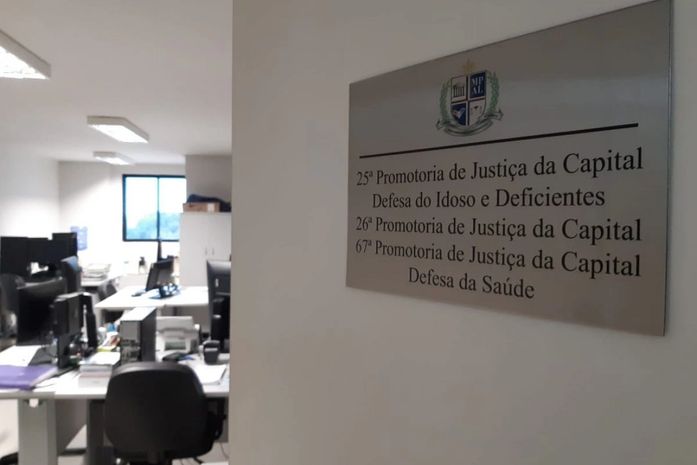 MP
AL
25ª Promotoria de Justiça da Capital
Defesa do Idoso e Deficientes
26ª Promotoria de Justiça da Capital
67ª Promotoria de Justiça da Capital
Defesa da Saúde